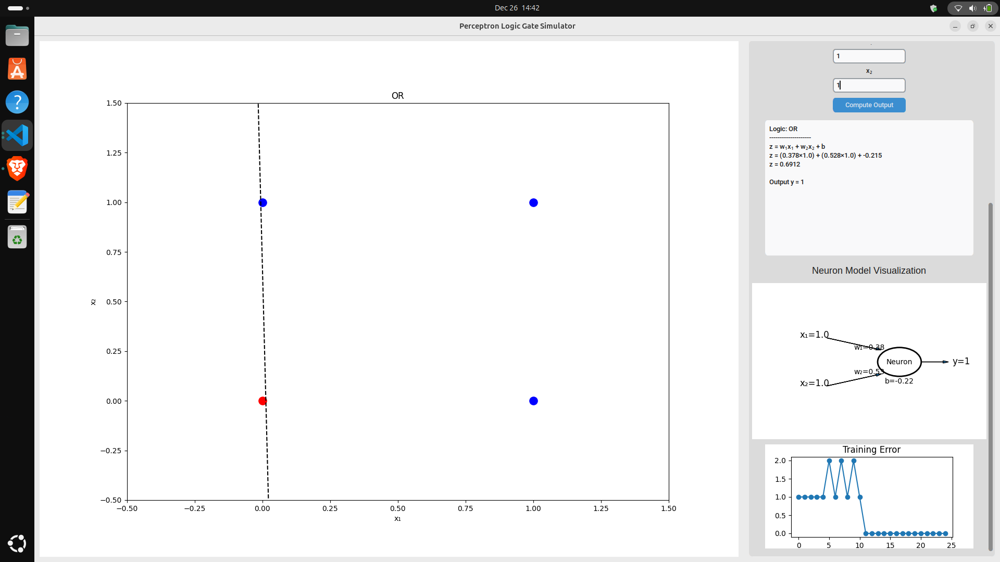 Dec 26 14:42
Perceptron Logic Gate Simulator
OR
1.50
1.25
1.00
0.75
0.50
0.25
0.00
−0.25
−0.50
x₂
−0.50
−0.25
0.00
0.25
0.50
0.75
1.00
1.25
1.50
x₁
1
x₂
1
Compute Output
Logic: OR
--------------------
z = w₁x₁ + w₂x₂ + b
z = (0.378×1.0) + (0.528×1.0) + -0.215
z = 0.6912
Output y = 1
Neuron Model Visualization
x₁=1.0
w₁=0.38
Neuron
y=1
w₂=0.53
x₂=1.0
b=-0.22
Training Error
2.0
1.5
1.0
0.5
0.0
0
5
10
15
20
25